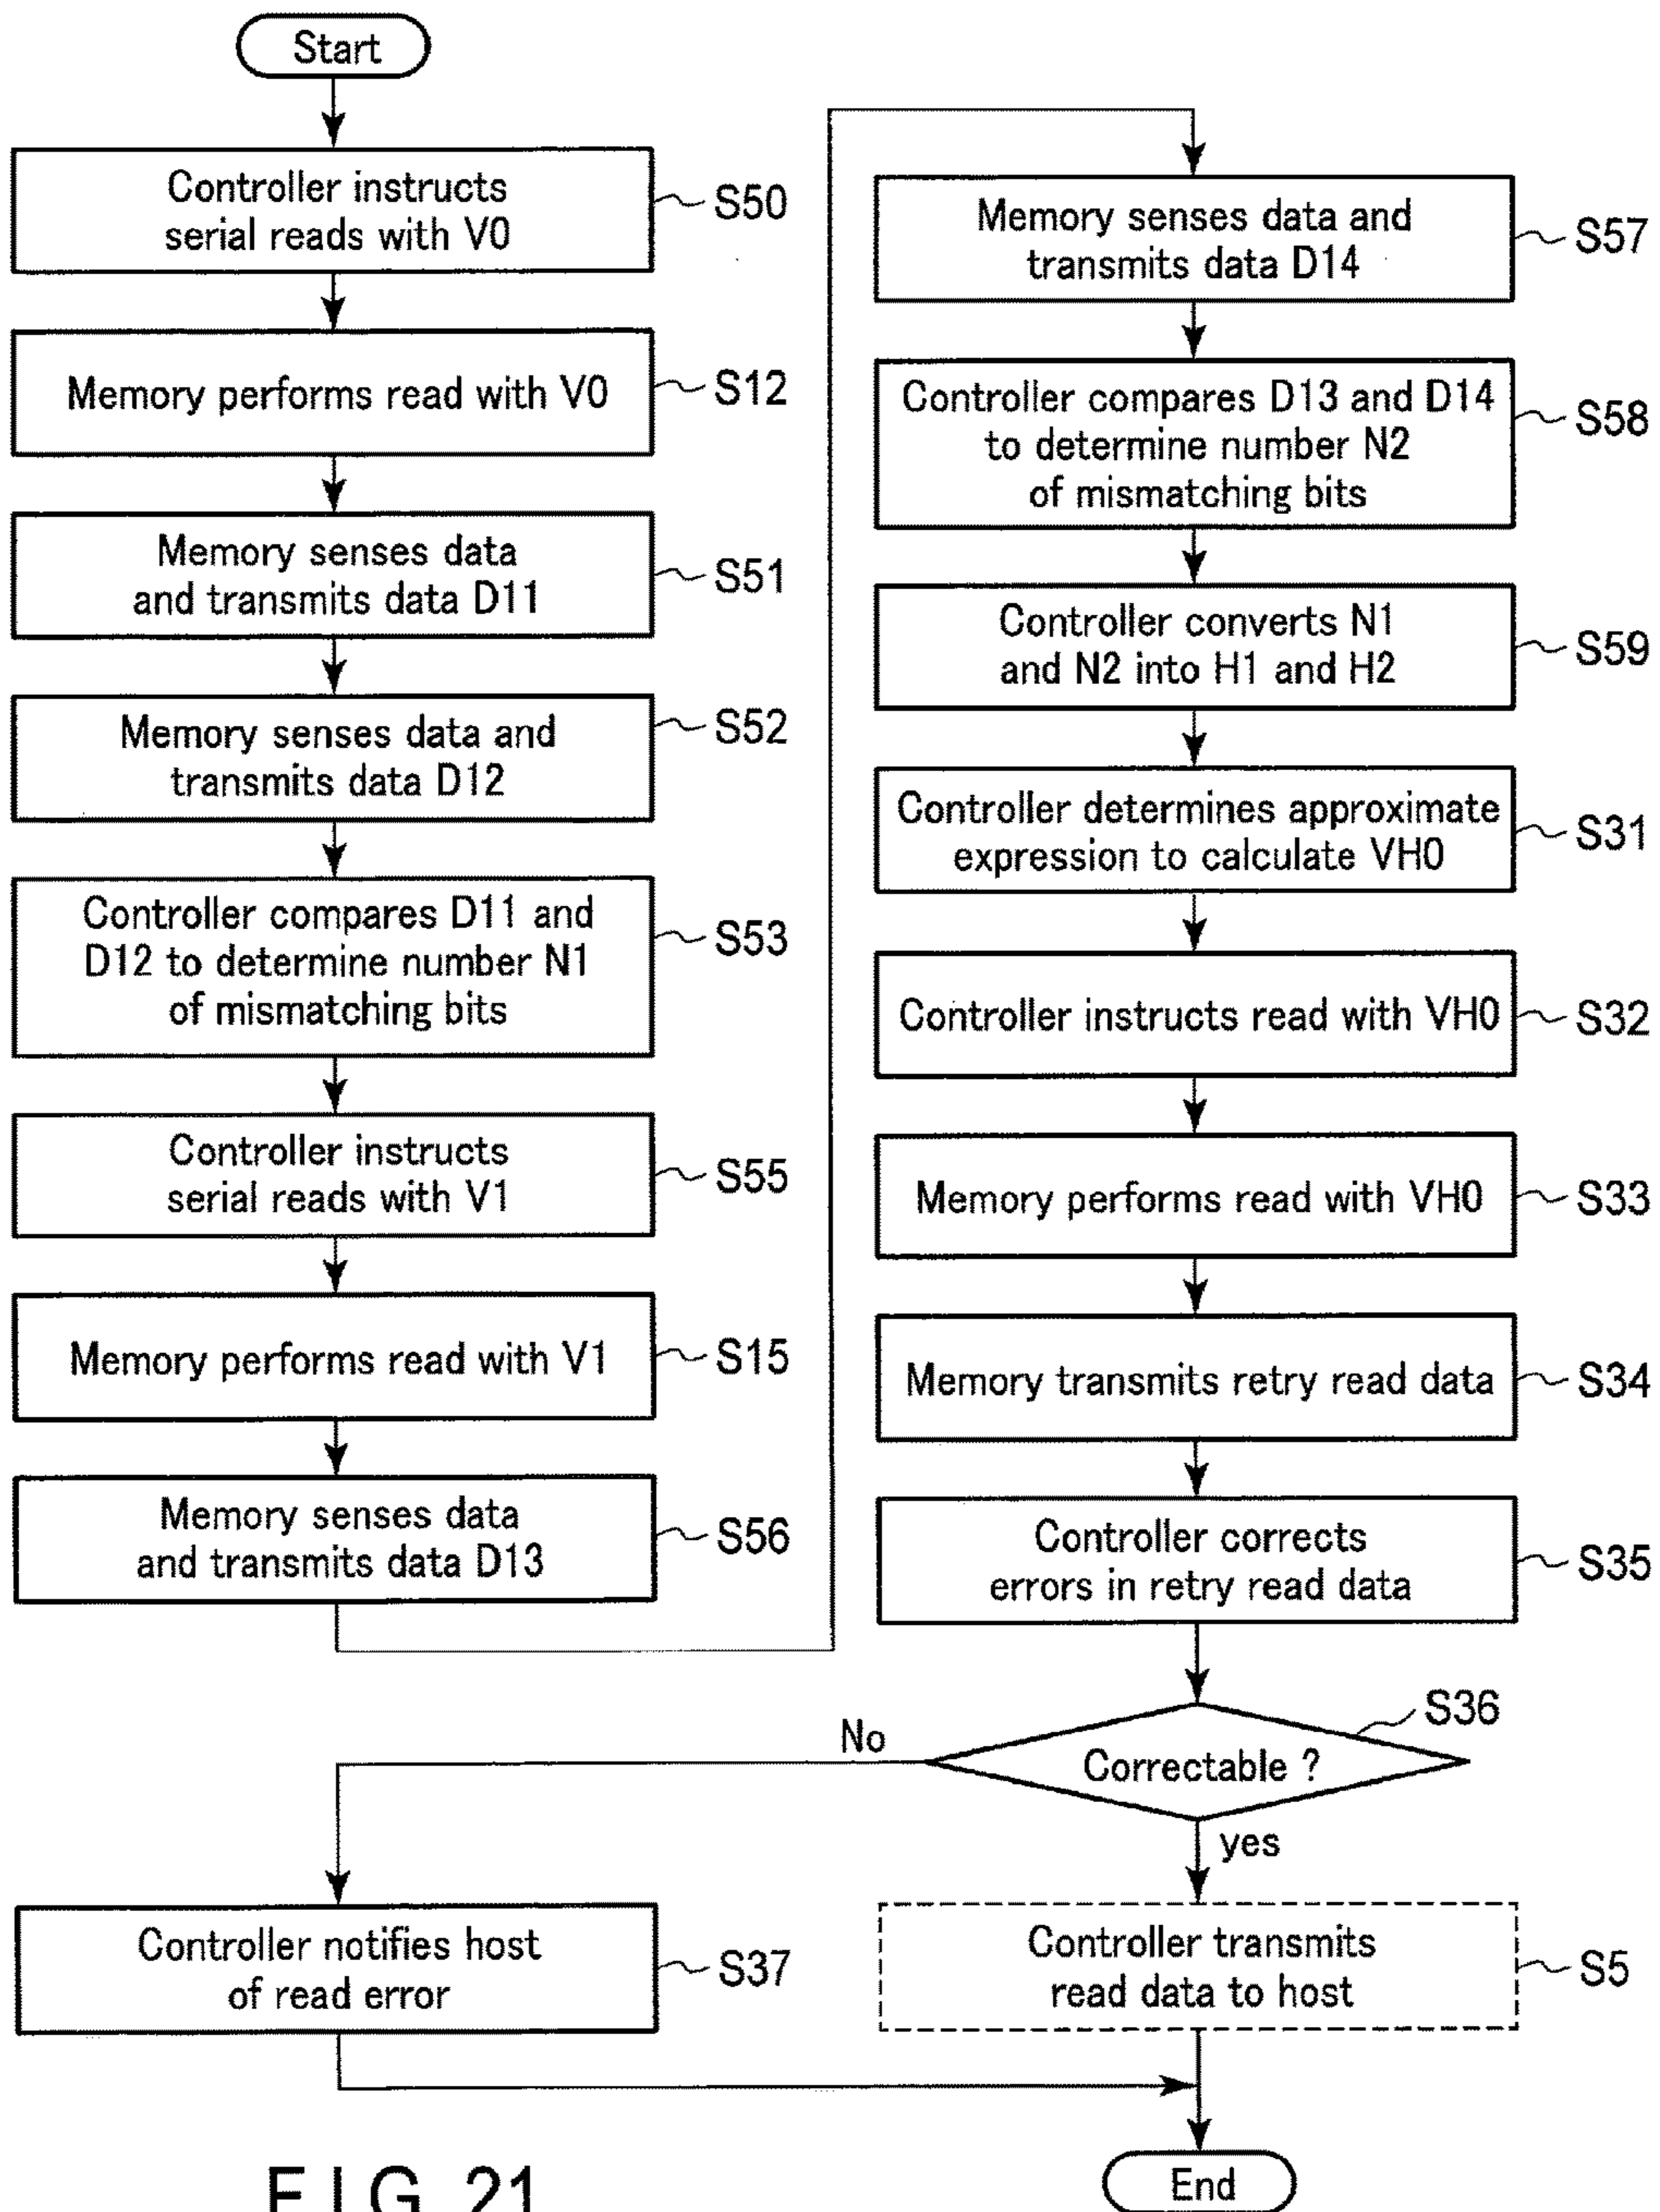 Start
Controller instructs
serial reads with V0
S50
Memory performs read with V0
S12
Memory senses data
and transmits data D11
S51
Memory senses data and
transmits data D12
S52
Controller compares D11 and
D12 to determine number N1
of mismatching bits
S53
Controller instructs
serial reads with V1
S55
Memory performs read with V1
S15
Memory senses data
and transmits data D13
S56
Memory senses data and
transmits data D14
S57
Controller compares D13 and D14
to determine number N2
of mismatching bits
S58
Controller converts N1
and N2 into H1 and H2
S59
Controller determines approximate
expression to calculate VH0
S31
Controller instructs read with VH0
S32
Memory performs read with VH0
S33
Memory transmits retry read data
S34
Controller corrects
errors in retry read data
S35
Correctable ?
S36
No
yes
Controller notifies host
of read error
S37
Controller transmits
read data to host
S5
End
FIG. 21